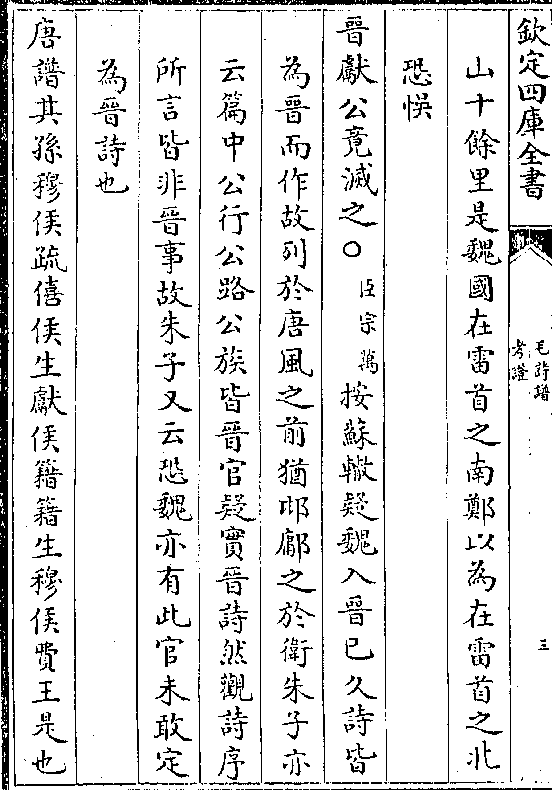 欽定四庫全書
毛詩譜
考證
三
山十餘里是魏國在雷首之南鄭以為在雷首之北
恐悞
晉獻公竟滅之○臣宗萬按蘇轍疑魏入晉已久詩皆
為晉而作故列於唐風之前猶邶鄘之於衛朱子亦
云篇中公行公路公族皆晉官疑實晉詩然觀詩序
所言皆非晉事故朱子又云恐魏亦有此官未敢定
為晉詩也
唐譜其孫穆侯疏僖侯生獻侯籍籍生穆侯費王是也